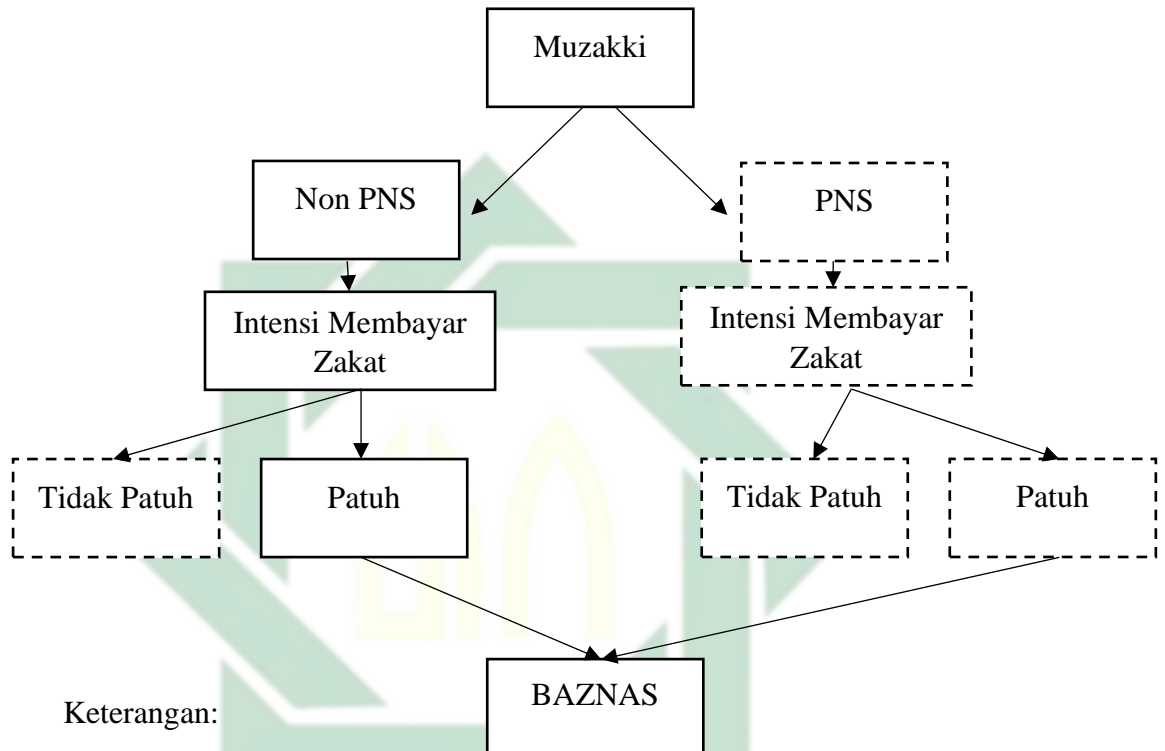 Muzakki
Non PNS
PNS
Intensi Membayar
Zakat
Intensi Membayar
Zakat
Tidak Patuh
Patuh
Tidak Patuh
Patuh
BAZNAS
Keterangan: